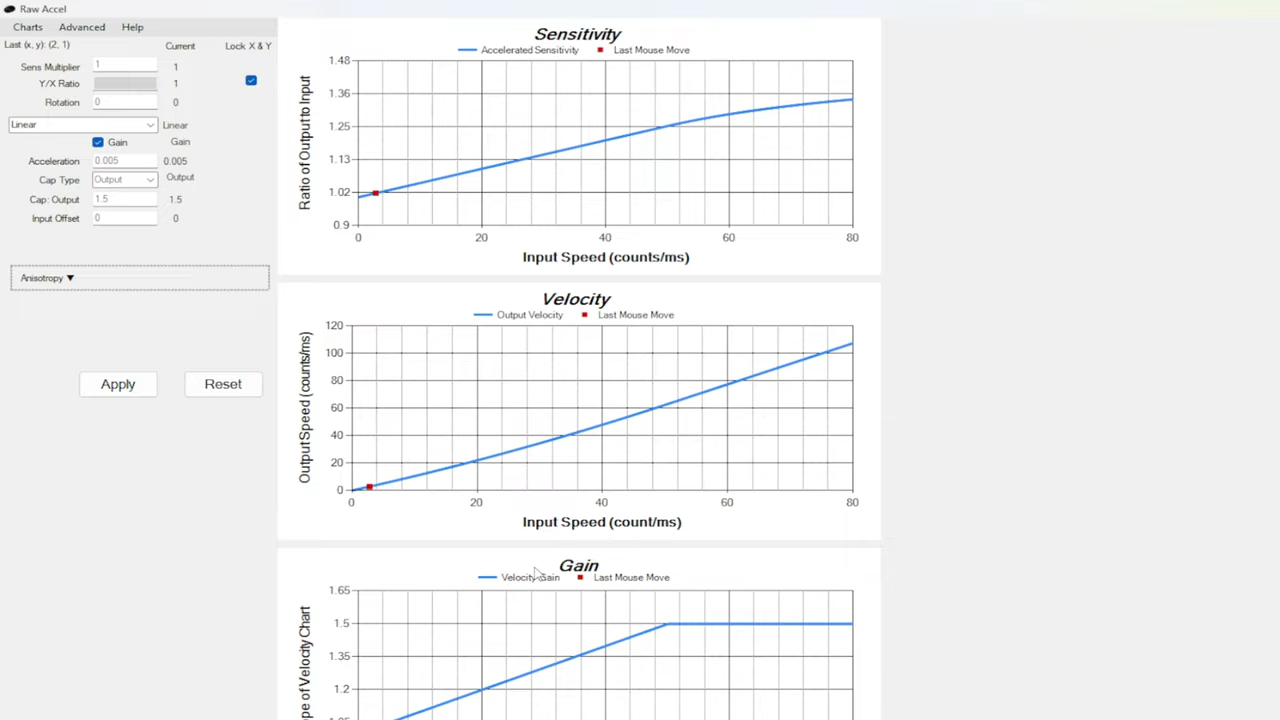 Raw Accel
Charts Advanced Help
Last (x, y): (2, 1) Current Lock X & Y
Sens Multiplier 1 1
Y/X Ratio 1
Rotation 0 0
Linear Linear
Gain Gain
Acceleration 0.005 0.005
Cap Type Output Output
Cap: Output 1.5 1.5
Input Offset 0 0
Anisotropy ▼
Apply Reset
Sensitivity
Accelerated Sensitivity Last Mouse Move
Ratio of Output to Input
1.48
1.36
1.25
1.13
1.02
0.9
0 20 40 60 80
Input Speed (counts/ms)
Velocity
Output Velocity Last Mouse Move
Output Speed (counts/ms)
120
100
80
60
40
20
0
0 20 40 60 80
Input Speed (count/ms)
Gain
Velocity Gain Last Mouse Move
of Velocity Chart
1.65
1.5
1.35
1.2